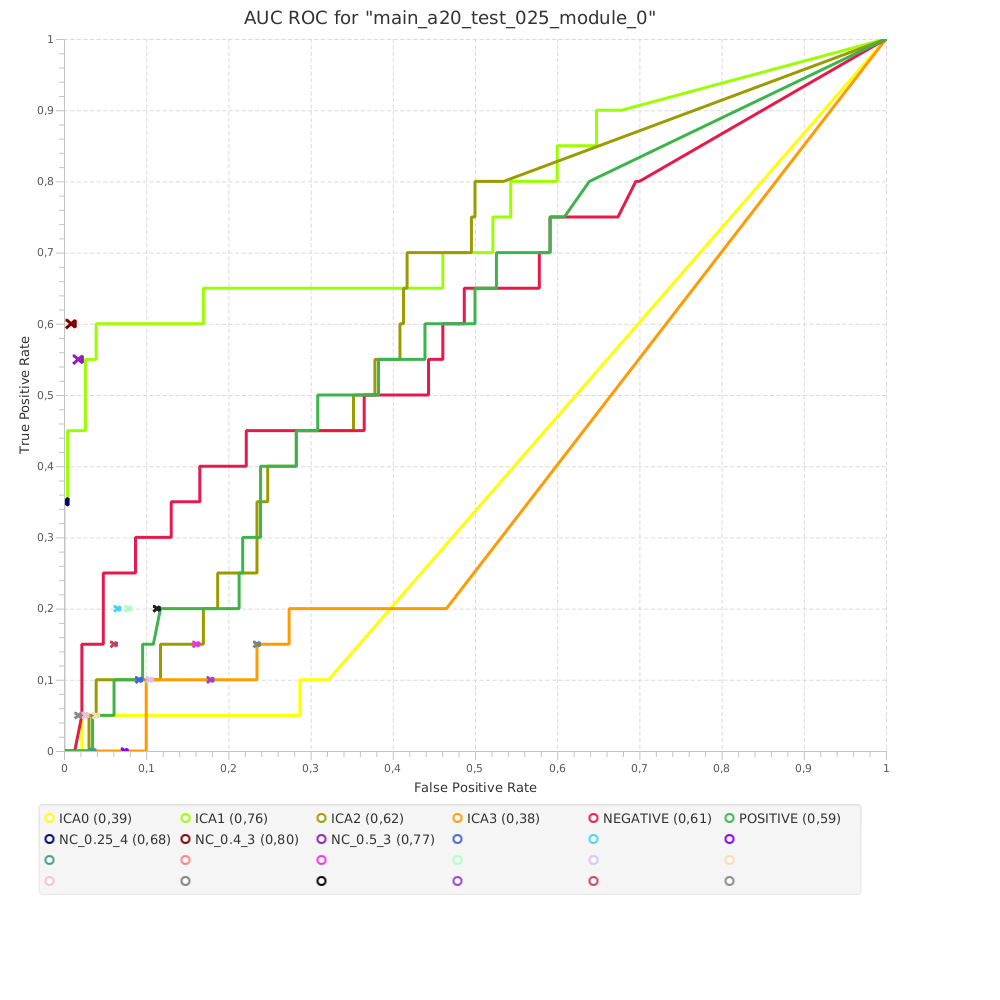 AUC ROC for "main_a20_test_025_module_0"
1
0,9
0,8
0,7
0,6
0,5
0,4
0,3
0,2
0,1
0
True Positive Rate
0 0,1 0,2 0,3 0,4 0,5 0,6 0,7 0,8 0,9 1
False Positive Rate
ICA0 (0,39) ICA1 (0,76) ICA2 (0,62) ICA3 (0,38) NEGATIVE (0,61) POSITIVE (0,59)
NC_0.25_4 (0,68) NC_0.4_3 (0,80) NC_0.5_3 (0,77)